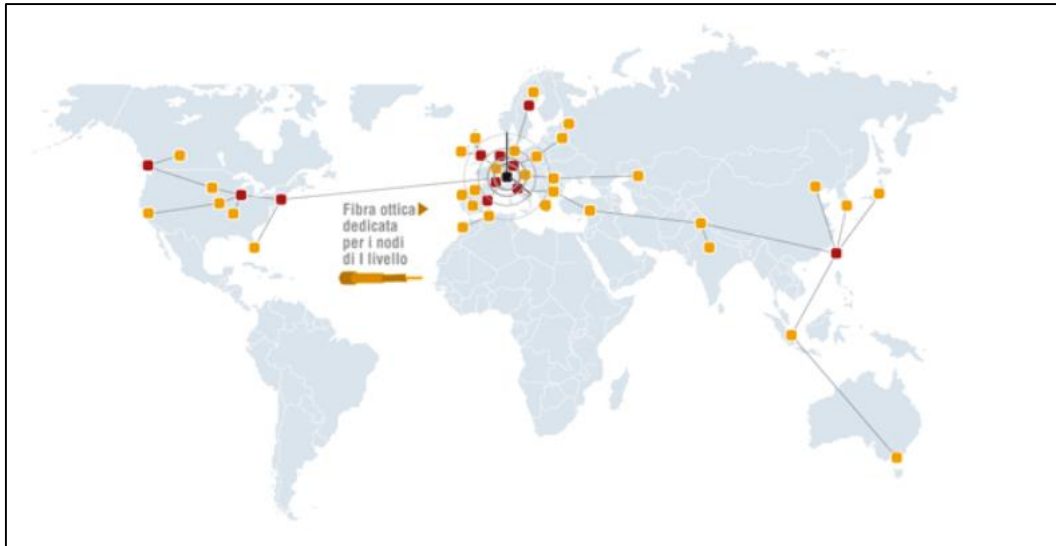 Fibra ottica
dedicata
per i nodi
di I livello